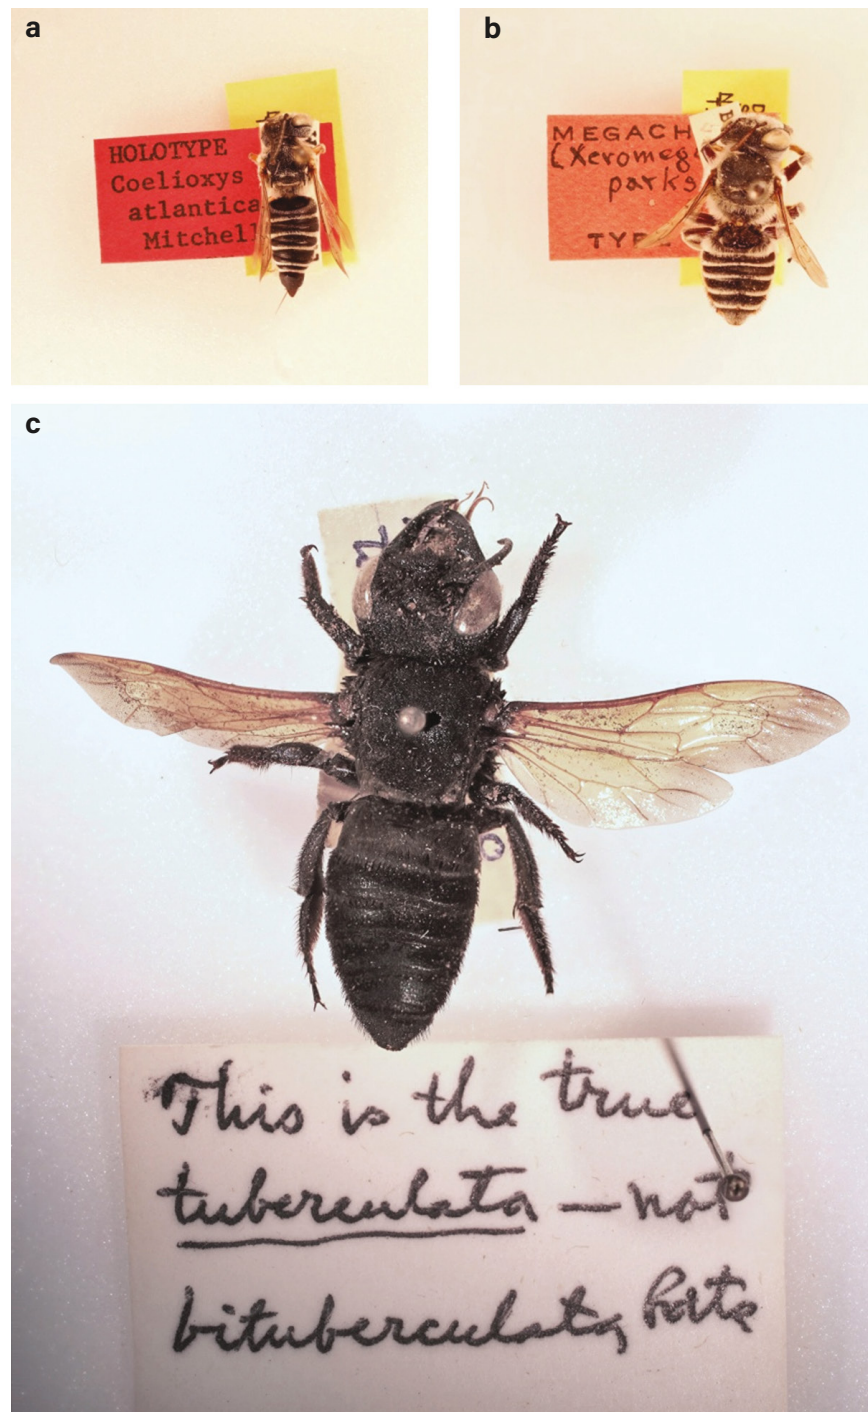 a
HOLOTYPE
Coelioxys
atlantica
Mitchell
b
MEGACH
(Xeromeg
parks
TYPE
c
This is the true
tuberculata — not
bituberculata